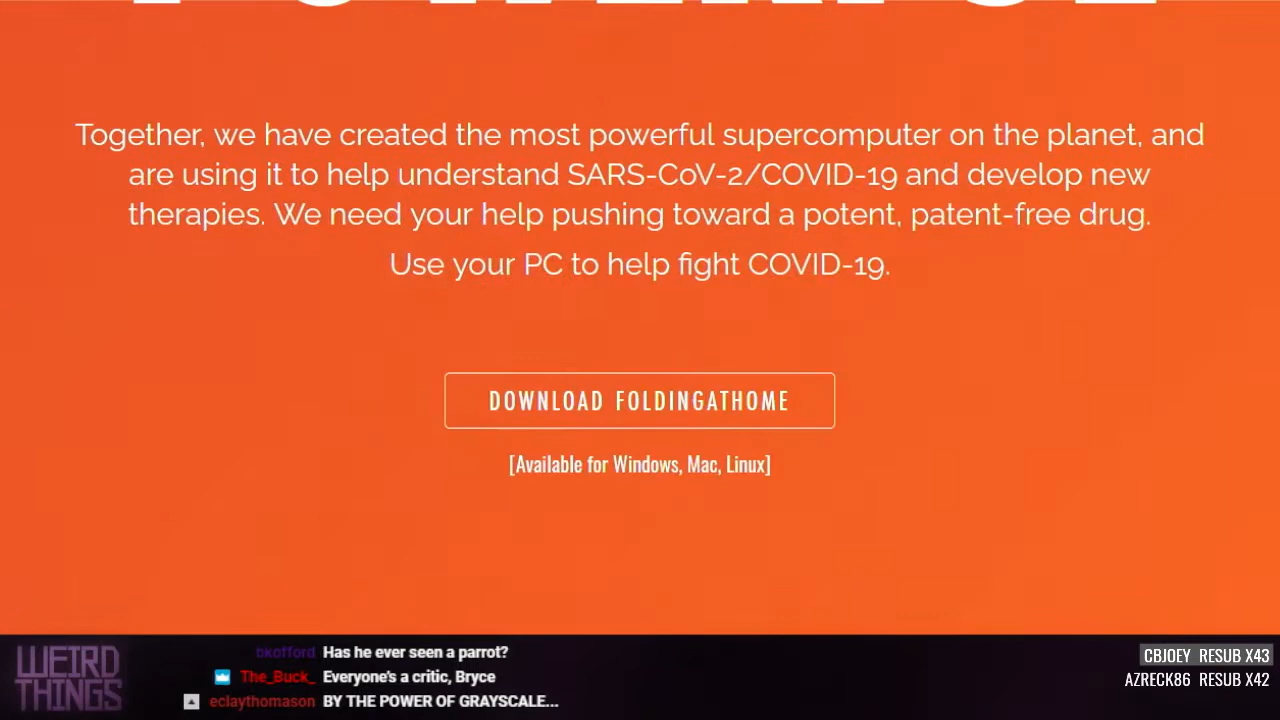 Together, we have created the most powerful supercomputer on the planet, and
are using it to help understand SARS-CoV-2/COVID-19 and develop new
therapies. We need your help pushing toward a potent, patent-free drug.
Use your PC to help fight COVID-19.
DOWNLOAD FOLDINGATHOME
[Available for Windows, Mac, Linux]
WEIRD
THINGS
bkofford Has he ever seen a parrot?
The_Buck_ Everyone's a critic, Bryce
eclaythomason BY THE POWER OF GRAYSCALE...
CBJOEY RESUB X43
AZRECK86 RESUB X42